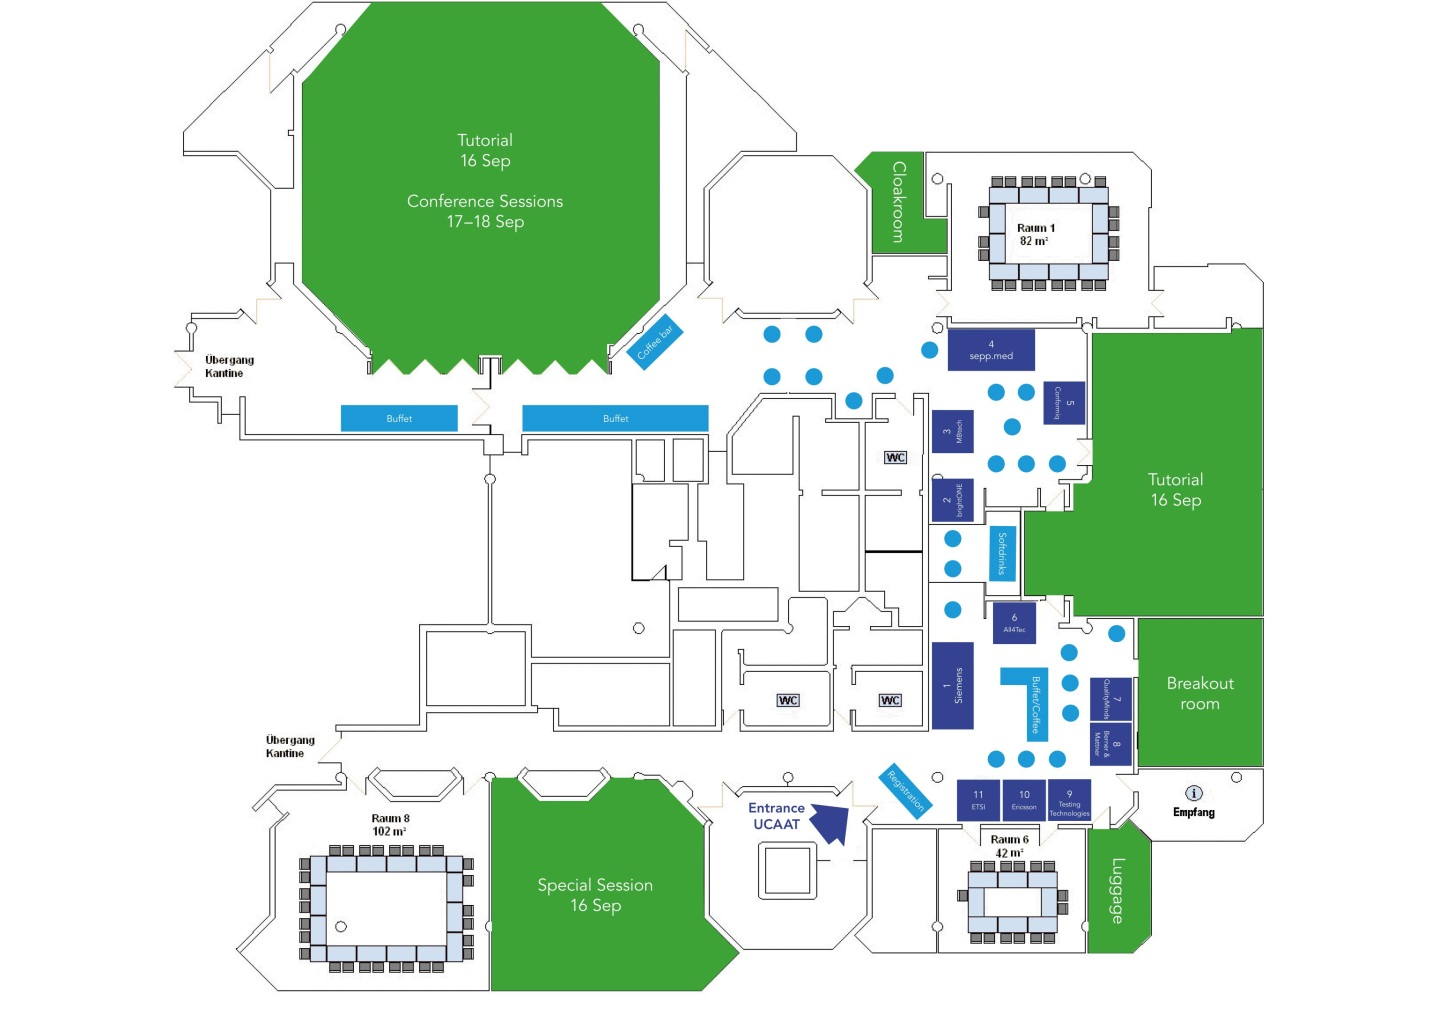 Tutorial
16 Sep
Conference Sessions
17–18 Sep
Cloakroom
Raum 1
82 m²
Übergang
Kantine
Coffee bar
4
sepp.med
Buffet
Buffet
5
Conformiq
3
MBtech
WC
2
brightONE
Tutorial
16 Sep
Softdrinks
6
All4Tec
1
Siemens
Buffet/Coffee
7
QualityMinds
Breakout
room
WC
WC
8
Berner &
Mattner
Übergang
Kantine
Registration
11
ETSI
10
Ericsson
9
Testing
Technologies
i
Empfang
Entrance
UCAAT
Raum 8
102 m²
Raum 6
42 m²
Special Session
16 Sep
Luggage